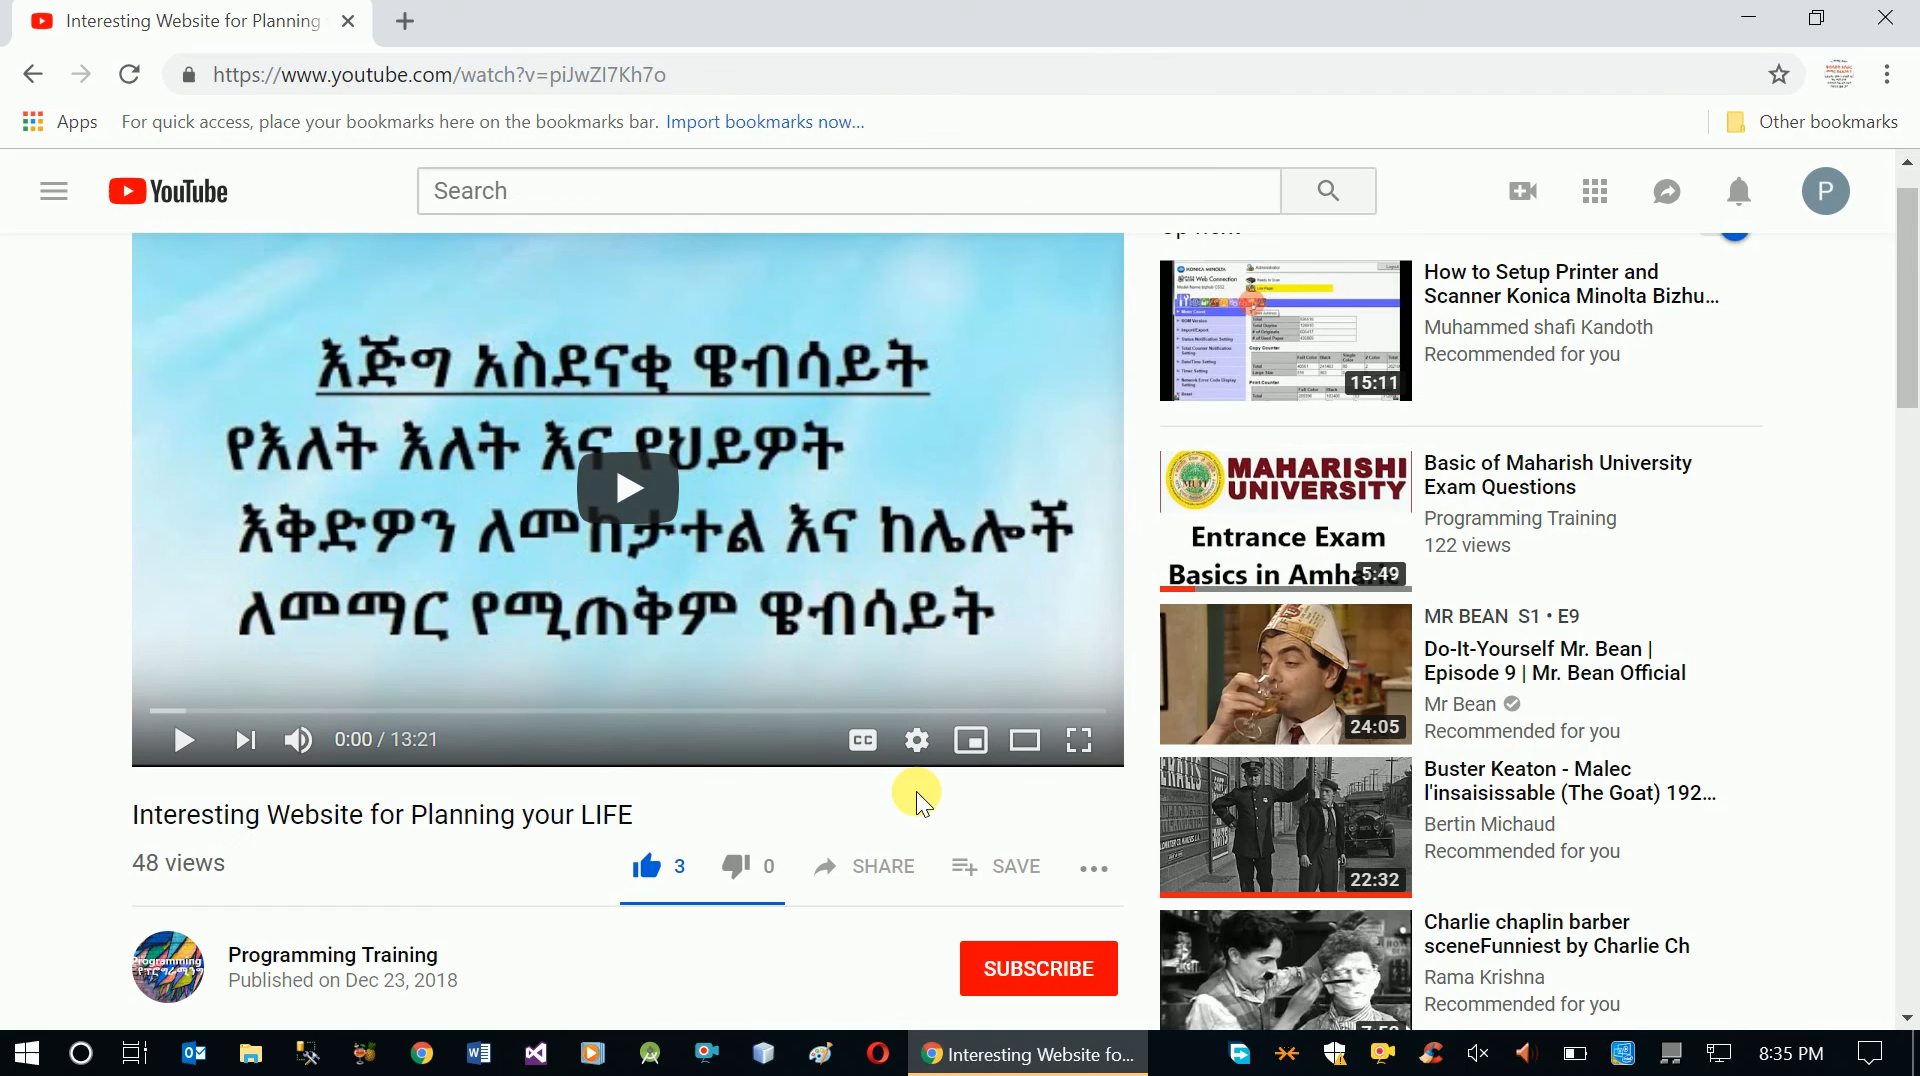 Interesting Website for Planning
https://www.youtube.com/watch?v=piJwZI7Kh7o
Apps
For quick access, place your bookmarks here on the bookmarks bar. Import bookmarks now...
Other bookmarks
YouTube
Search
P
እጅግ አስደናቂ ዌብሳይት
የእለት እለት እና የህይዎት
እቅድዎን ለመከታተል እና ከሌሎች
ለመማር የሚጠቅም ዌብሳይት
0:00 / 13:21
CC
Interesting Website for Planning your LIFE
48 views
3
0
SHARE
SAVE
Programming Training
Published on Dec 23, 2018
SUBSCRIBE
KONICA MINOLTA
Web Connection
Administrator
15:11
How to Setup Printer and
Scanner Konica Minolta Bizhu...
Muhammed shafi Kandoth
Recommended for you
MAHARISHI
UNIVERSITY
Entrance Exam
Basics in
5:49
Basic of Maharish University
Exam Questions
Programming Training
122 views
24:05
MR BEAN S1 • E9
Do-It-Yourself Mr. Bean |
Episode 9 | Mr. Bean Official
Mr Bean
Recommended for you
22:32
Buster Keaton - Malec
l'insaisissable (The Goat) 192...
Bertin Michaud
Recommended for you
Charlie chaplin barber
sceneFunniest by Charlie Ch
Rama Krishna
Recommended for you
Interesting Website fo...
8:35 PM